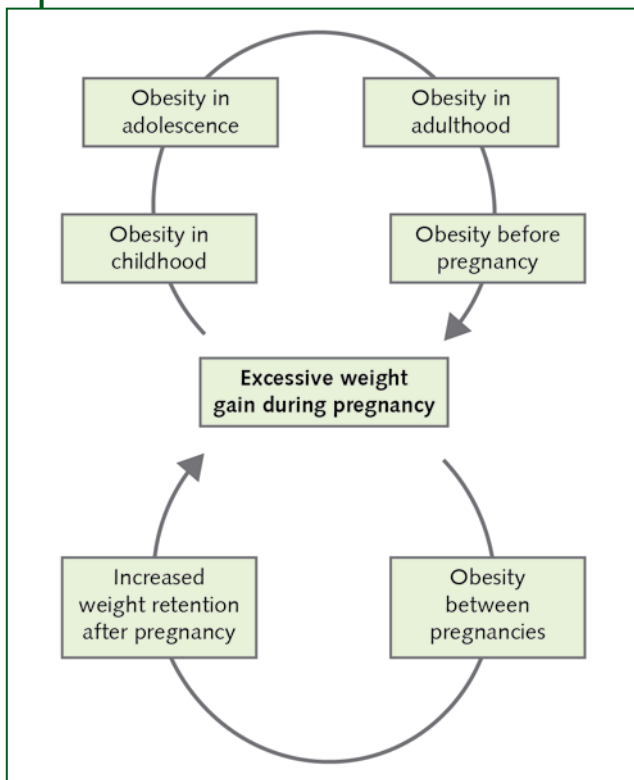 Obesity in
adolescence
Obesity in
adulthood
Obesity in
childhood
Obesity before
pregnancy
Excessive weight
gain during pregnancy
Increased
weight retention
after pregnancy
Obesity
between
pregnancies